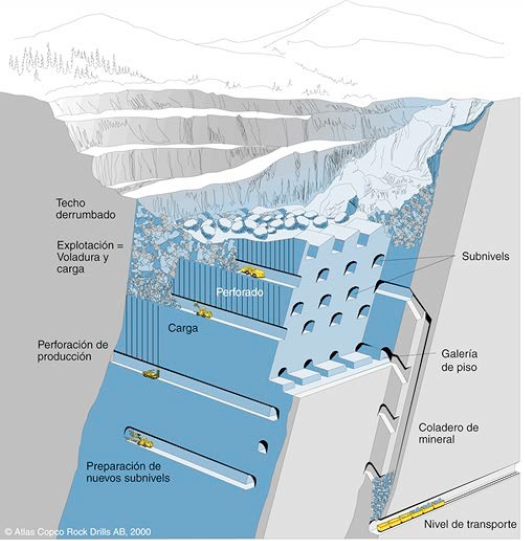 Techo
derrumbado
Explotación =
Voladura y
carga
Perforado
Subnivels
Carga
Perforación de
producción
Galería
de piso
Coladero de
mineral
Preparación de
nuevos subnivels
Nivel de transporte
© Atlas Copco Rock Drills AB, 2000